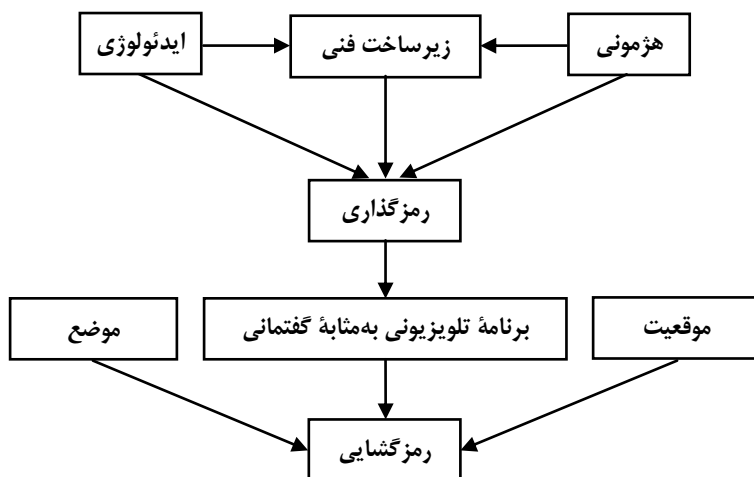 هژمونی
زیرساخت فنی
ایدئولوژی
رمزگذاری
موقعیت
برنامهٔ تلویزیونی به‌مثابهٔ گفتمانی
موضع
رمزگشایی